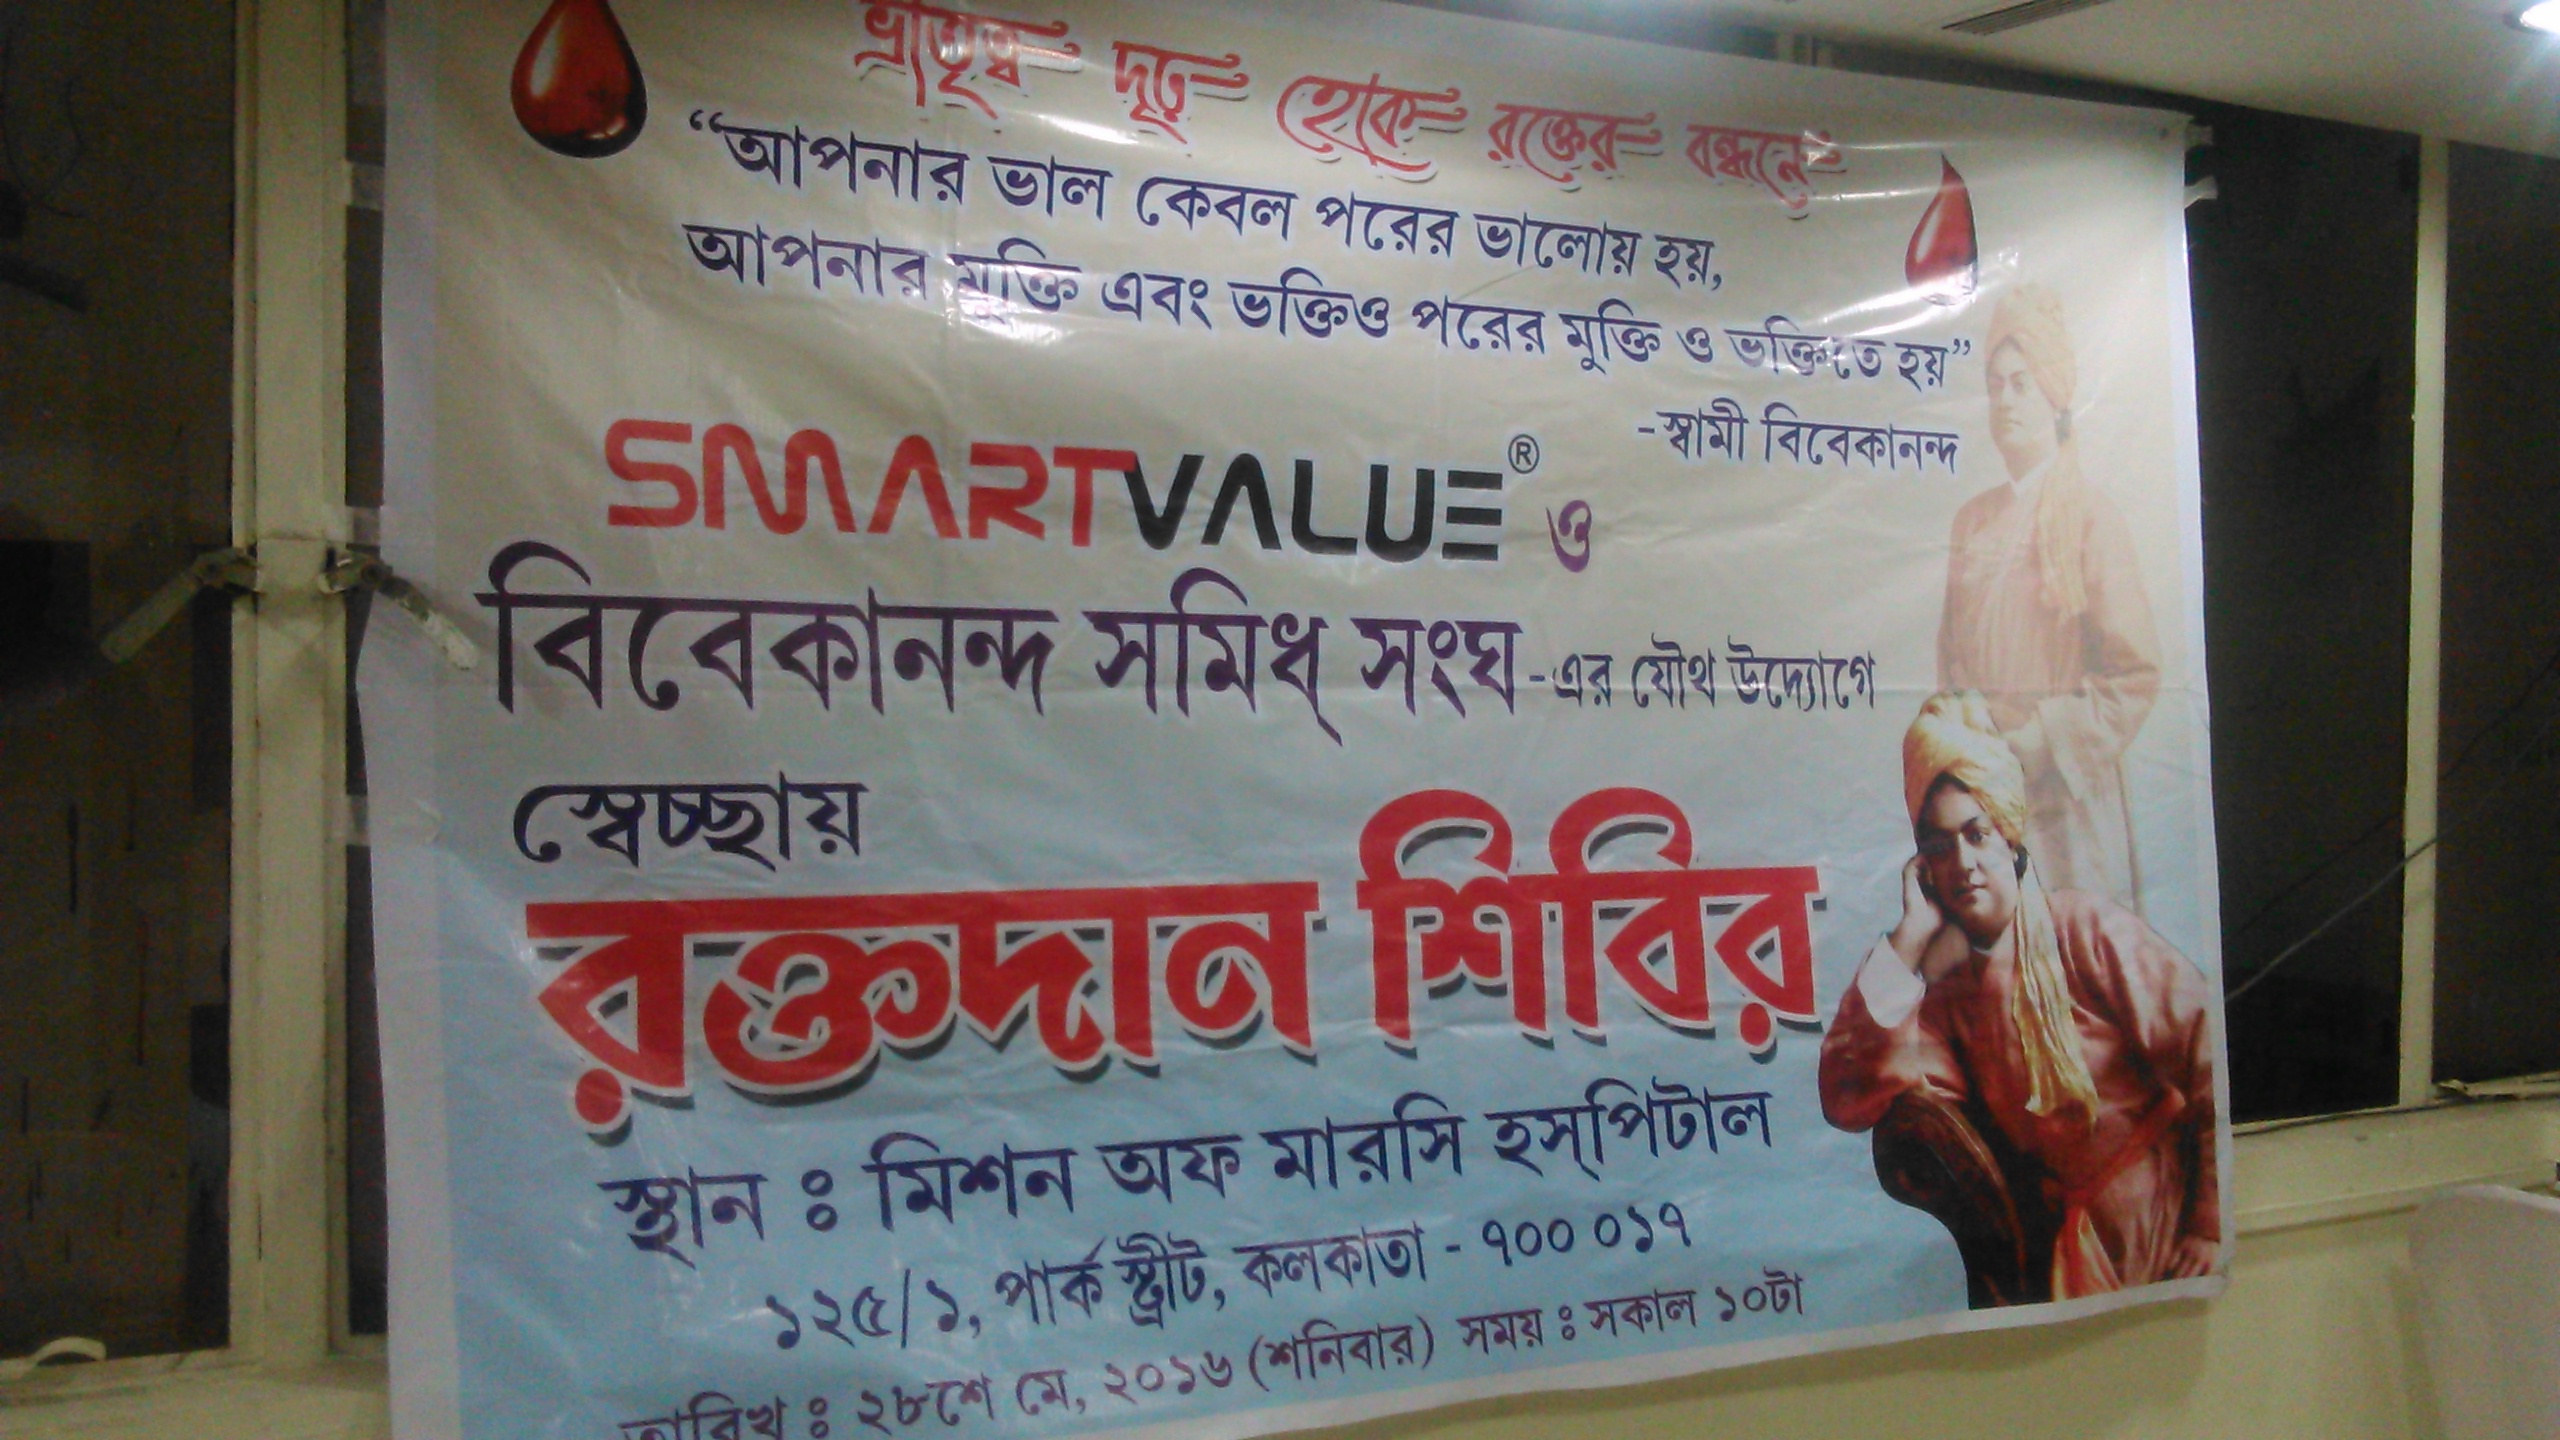 ভ্রাতৃত্ব দৃঢ় হোক রক্তের বন্ধনে
“আপনার ভাল কেবল পরের ভালোয় হয়,
আপনার মুক্তি এবং ভক্তিও পরের মুক্তি ও ভক্তিতে হয়”
-স্বামী বিবেকানন্দ
SMARTVALUE® ও
বিবেকানন্দ সমিধ্ সংঘ-এর যৌথ উদ্যোগে
স্বেচ্ছায়
রক্তদান শিবির
স্থান ঃ মিশন অফ মারসি হস্পিটাল
১২৫/১, পার্ক স্ট্রীট, কলকাতা - ৭০০ ০১৭
তারিখ ঃ ২৮শে মে, ২০১৬ (শনিবার) সময় ঃ সকাল ১০টা